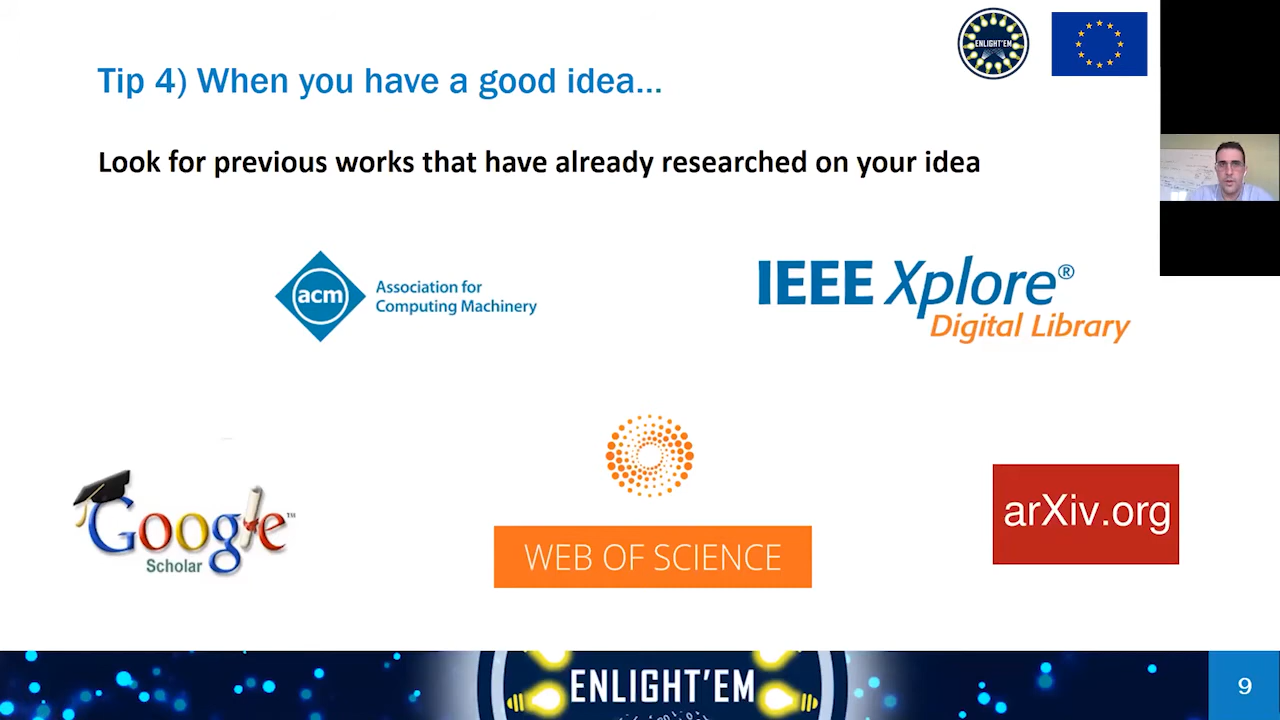 ENLIGHT'EM
Tip 4) When you have a good idea...
Look for previous works that have already researched on your idea
acm
Association for
Computing Machinery
IEEE Xplore®
Digital Library
Google™
Scholar
WEB OF SCIENCE
arXiv.org
ENLIGHT'EM
9